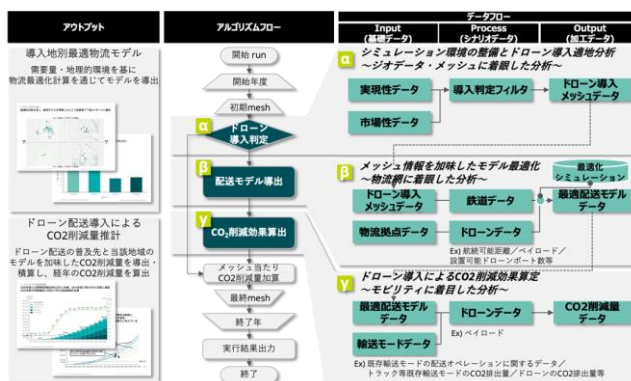 アウトプット
導入地別最適物流モデル
需要量・地理的環境を基に
物流最適化計算を通じてモデルを導出
ドローン配送導入による
CO2削減量推計
ドローン配送の普及先と当該地域の
モデルを加味したCO2削減量を導出・
積算し、経年のCO2削減量を算出
アルゴリズムフロー
開始 run
開始年度
初期mesh
α
ドローン
導入判定
β
配送モデル導出
γ
CO₂削減効果算出
メッシュ当たり
CO2削減量加算
最終mesh
終了年
実行結果出力
終了
データフロー
Input
(基礎データ)
Process
(シナリオデータ)
Output
(加工データ)
α
シミュレーション環境の整備とドローン導入適地分析
~ジオデータ・メッシュに着眼した分析~
実現性データ
導入判定フィルタ
ドローン導入
メッシュデータ
市場性データ
β
メッシュ情報を加味したモデル最適化
~物流網に着眼した分析~
最適化
シミュレーション
ドローン導入
メッシュデータ
鉄道データ
最適配送モデル
データ
物流拠点データ
ドローンデータ
Ex) 航続可能距離/ペイロード/
設置可能ドローンポート数等
γ
ドローン導入によるCO2削減効果算定
~モビリティに着目した分析~
最適配送モデル
データ
ドローンデータ
CO2削減量データ
Ex) ペイロード
輸送モードデータ
Ex) 既存輸送モードの配送オペレーションに関するデータ/
トラック等既存輸送モードのCO2排出量/ドローンのCO2排出量等